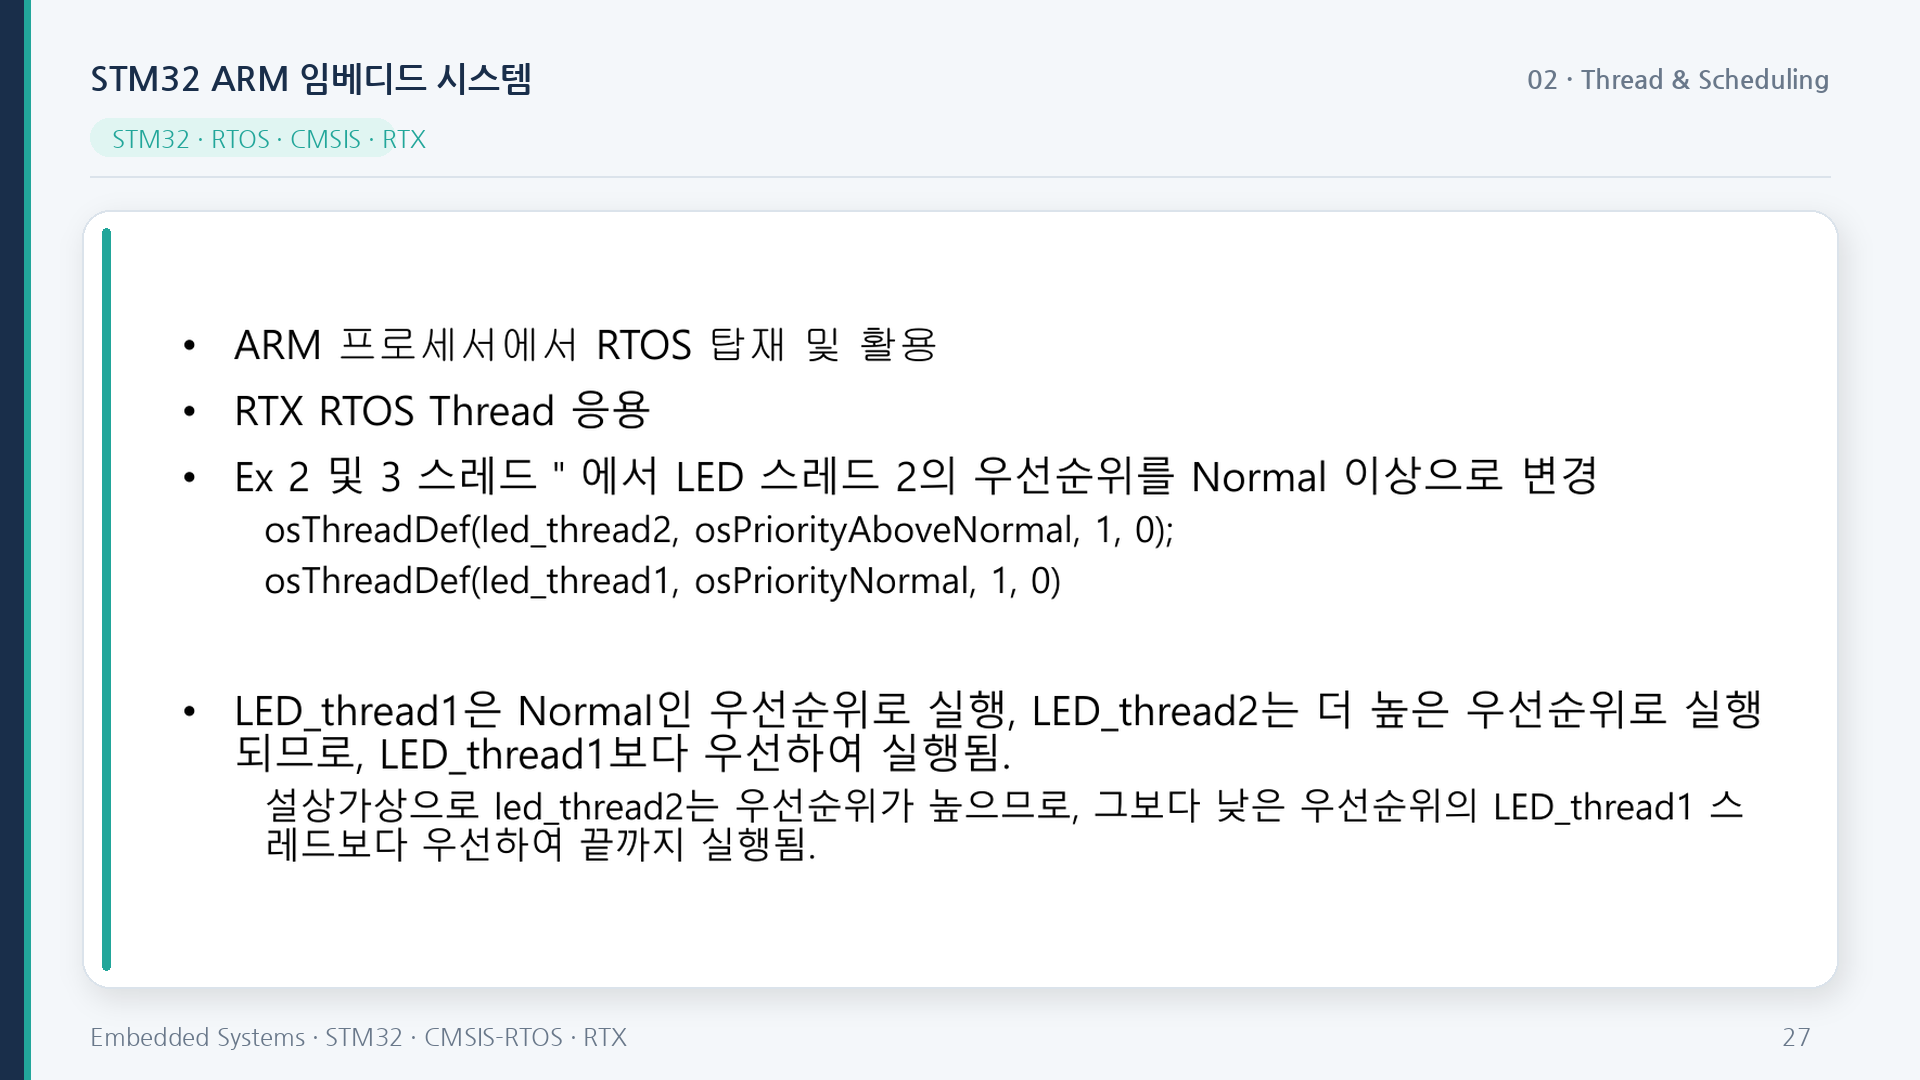 STM32 ARM 임베디드 시스템
02 · Thread & Scheduling
STM32 · RTOS · CMSIS · RTX
• ARM 프로세서에서 RTOS 탑재 및 활용
• RTX RTOS Thread 응용
• Ex 2 및 3 스레드 " 에서 LED 스레드 2의 우선순위를 Normal 이상으로 변경
osThreadDef(led_thread2, osPriorityAboveNormal, 1, 0);
osThreadDef(led_thread1, osPriorityNormal, 1, 0)
• LED_thread1은 Normal인 우선순위로 실행, LED_thread2는 더 높은 우선순위로 실행
되므로, LED_thread1보다 우선하여 실행됨.
설상가상으로 led_thread2는 우선순위가 높으므로, 그보다 낮은 우선순위의 LED_thread1 스
레드보다 우선하여 끝까지 실행됨.
Embedded Systems · STM32 · CMSIS-RTOS · RTX
27